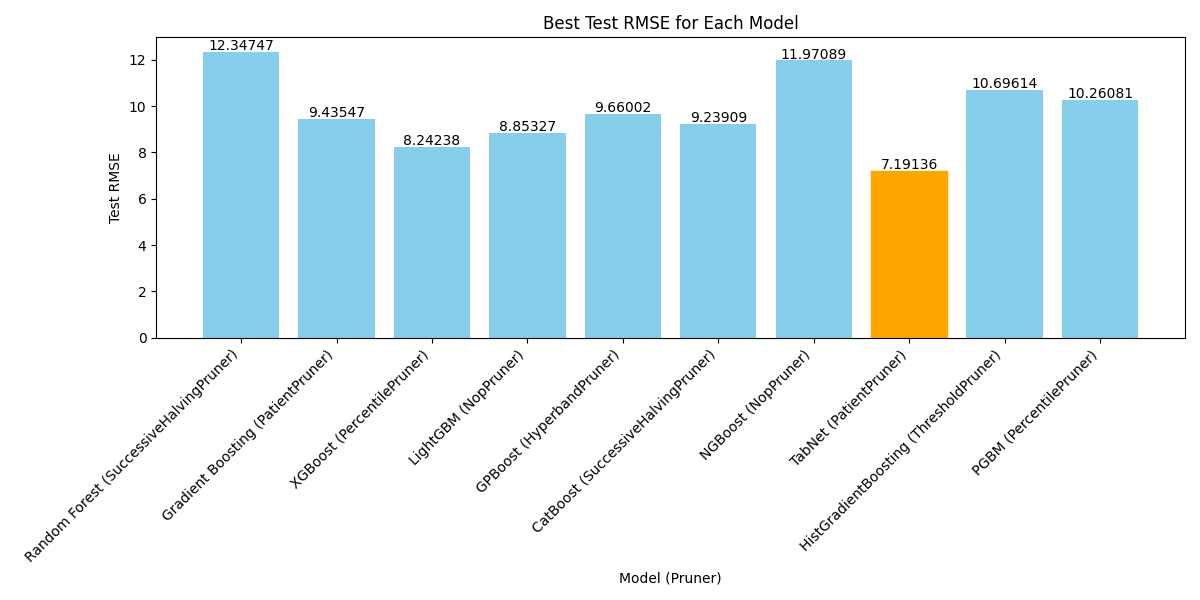 Best Test RMSE for Each Model
12.34747
9.43547
8.24238
8.85327
9.66002
9.23909
11.97089
7.19136
10.69614
10.26081
Test RMSE
12
10
8
6
4
2
0
Random Forest (SuccessiveHalvingPruner)
Gradient Boosting (PatientPruner)
XGBoost (PercentilePruner)
LightGBM (NopPruner)
GPBoost (HyperbandPruner)
CatBoost (SuccessiveHalvingPruner)
NGBoost (NopPruner)
TabNet (PatientPruner)
HistGradientBoosting (ThresholdPruner)
PGBM (PercentilePruner)
Model (Pruner)